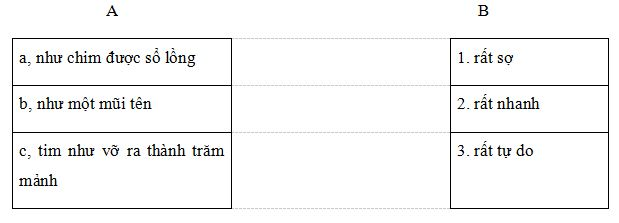 A B
a, như chim được sổ lồng 1. rất sợ
b, như một mũi tên 2. rất nhanh
c, tim như vỡ ra thành trăm 3. rất tự do
mảnh